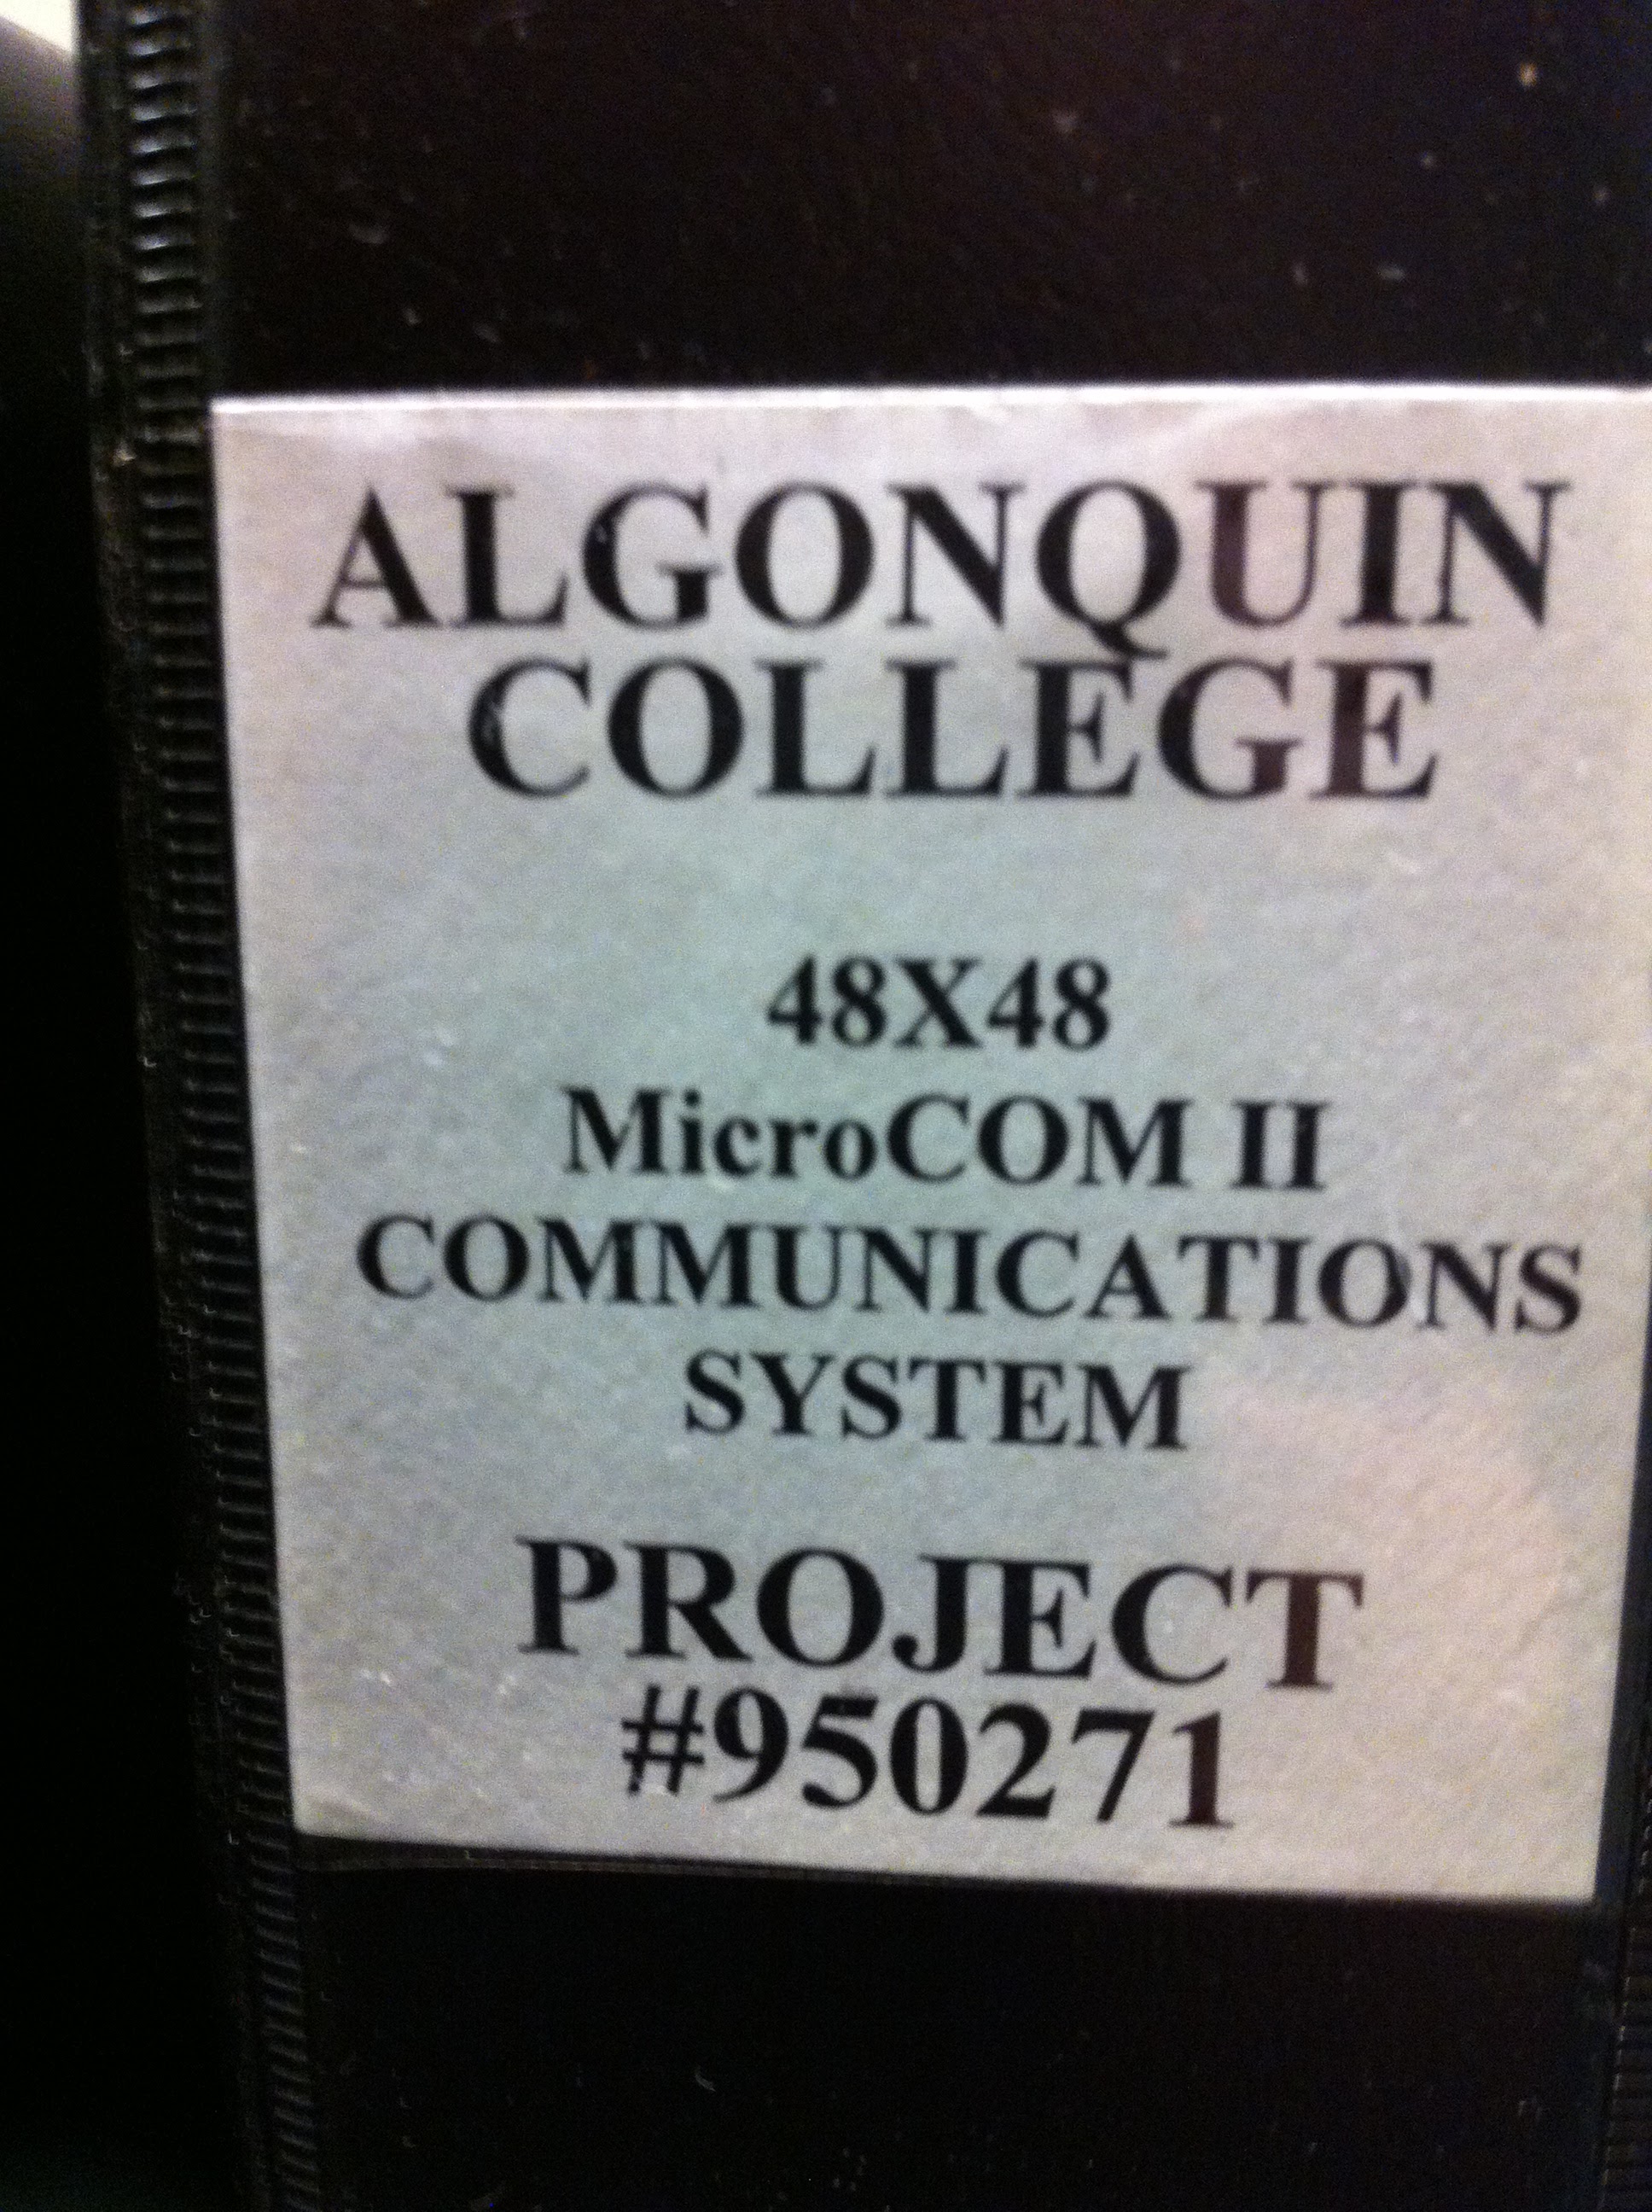 ALGONQUIN
COLLEGE
48X48
MicroCOM II
COMMUNICATIONS
SYSTEM
PROJECT
#950271